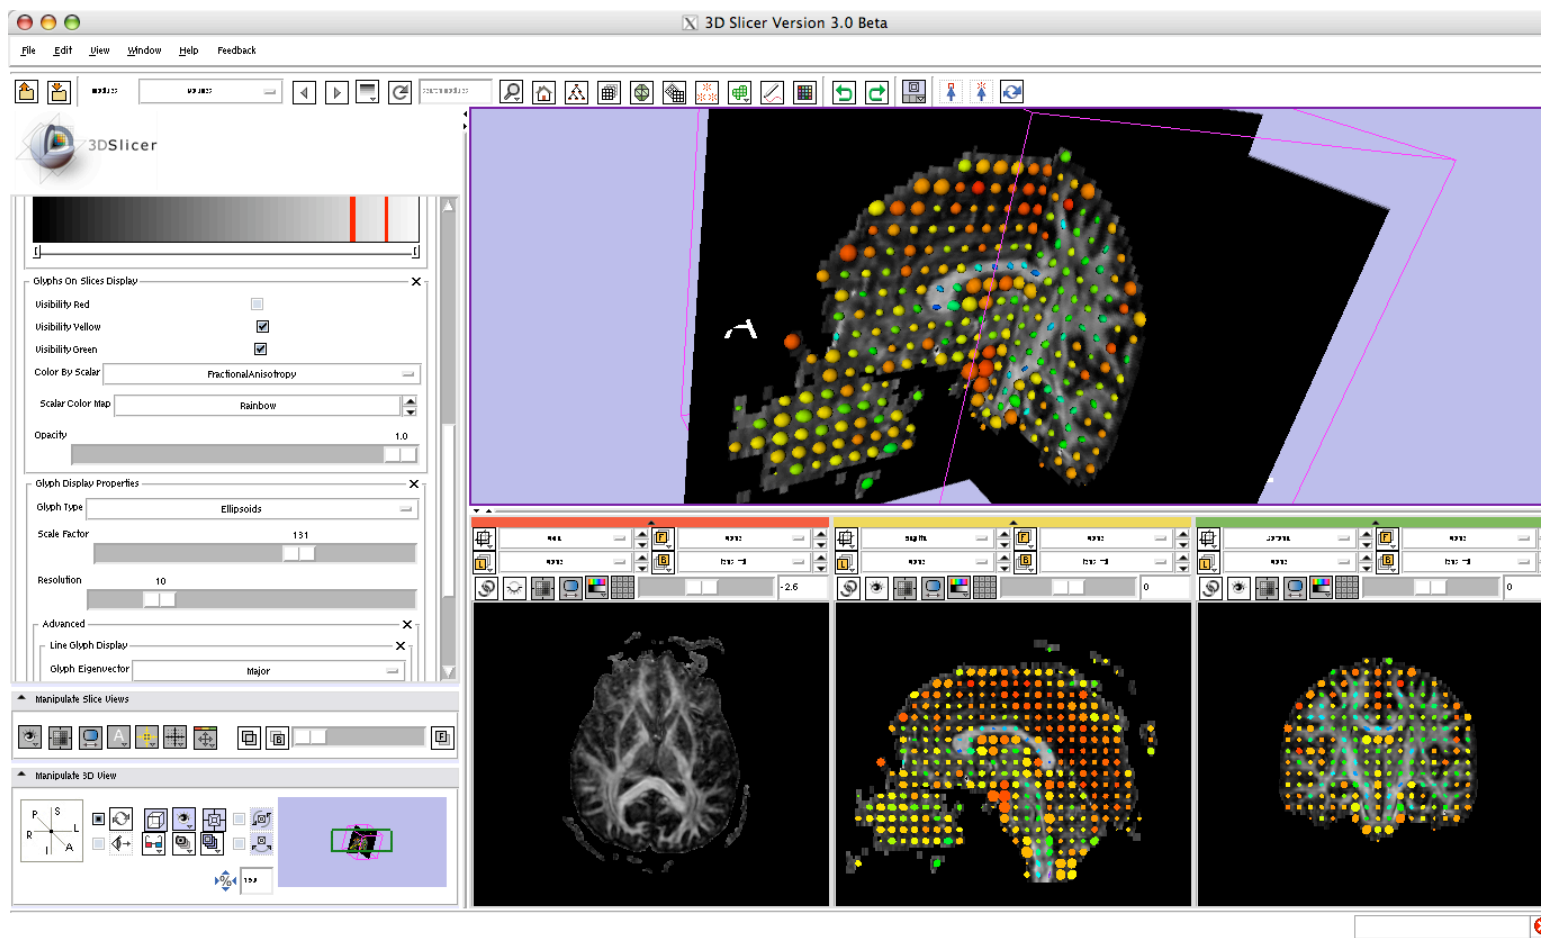 3D Slicer Version 3.0 Beta
File Edit View Window Help Feedback
3DSlicer
Glyphs On Slices Display
Visibility Red
Visibility Yellow
Visibility Green
Color By Scalar FractionalAnisotropy
Scalar Color Map Rainbow
Opacity 1.0
Glyph Display Properties
Glyph Type Ellipsoids
Scale Factor 131
Resolution 10
Advanced
Line Glyph Display
Glyph Eigenvector Major
Manipulate Slice Views
Manipulate 3D View
P S
R L
I A
A
-2.6
0
0